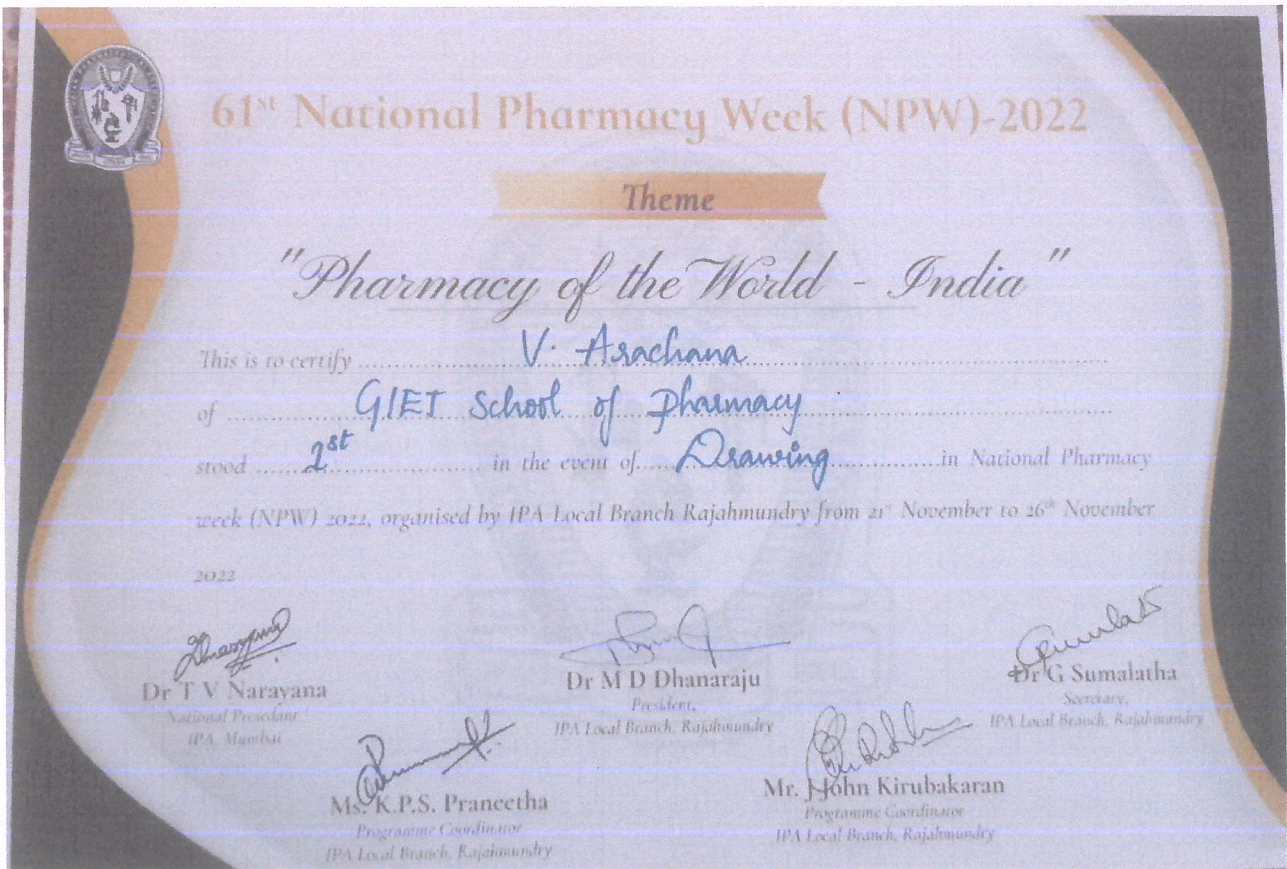 61st National Pharmacy Week (NPW)-2022
Theme
"Pharmacy of the World - India"
This is to certify V. Arachana
of GIET School of Pharmacy
stood 1st in the event of Drawing in National Pharmacy
week (NPW) 2022, organised by IPA Local Branch Rajahmundry from 21st November to 26th November
2022
Dr T V Narayana
National President
IPA, Mumbai
Dr M D Dhanaraju
President,
IPA Local Branch, Rajahmundry
Dr G Sumalatha
Secretary,
IPA Local Branch, Rajahmundry
Ms. K.P.S. Praneetha
Programme Coordinator
IPA Local Branch, Rajahmundry
Mr. J John Kirubakaran
Programme Coordinator
IPA Local Branch, Rajahmundry